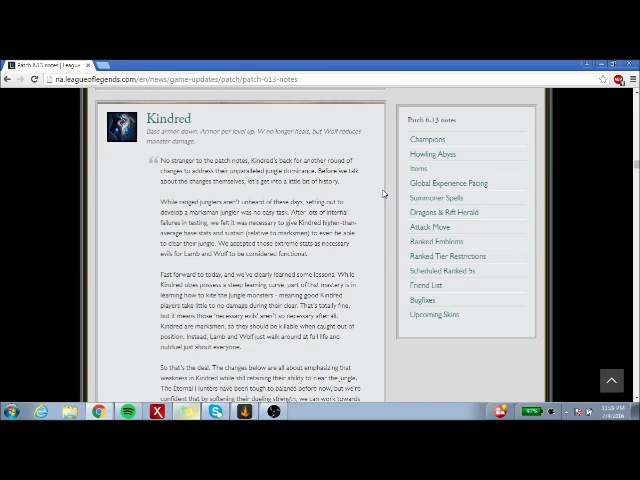 Patch 6.13 notes | League
na.leagueoflegends.com/en/news/game-updates/patch/patch-613-notes
Kindred
Base armor down. Armor per level up. W no longer heals, but Wolf reduces
monster damage.
No stranger to the patch notes, Kindred's back for another round of
changes to address their unparalleled jungle dominance. Before we talk
about the changes themselves, let's get into a little bit of history.
While ranged junglers aren't unheard of these days, setting out to
develop a marksman jungler was no easy task. After lots of internal
failures in testing, we felt it was necessary to give Kindred higher-than-
average base stats and sustain (relative to marksmen) to even be able
to clear their jungle. We accepted those extreme stats as necessary
evils for Lamb and Wolf to be considered functional.
Fast forward to today, and we've clearly learned some lessons. While
Kindred does possess a steep learning curve, part of that mastery is in
learning how to kite the jungle monsters - meaning good Kindred
players take little to no damage during their clear. That's totally fine,
but it means those 'necessary evils' aren't so necessary after all.
Kindred are marksmen, so they should be killable when caught out of
position. Instead, Lamb and Wolf just walk around at full life and
outduel just about everyone.
So that's the deal. The changes below are all about emphasizing that
weakness in Kindred while still retaining their ability to clear the jungle.
The Eternal Hunters have been tough to balance before now, but we're
confident that by softening their dueling strength, we can work towards
Patch 6.13 notes
Champions
Howling Abyss
Items
Global Experience Pacing
Summoner Spells
Dragons & Rift Herald
Attack Move
Ranked Emblems
Ranked Tier Restrictions
Scheduled Ranked 5s
Friend List
Bugfixes
Upcoming Skins
97%
7/4/2016